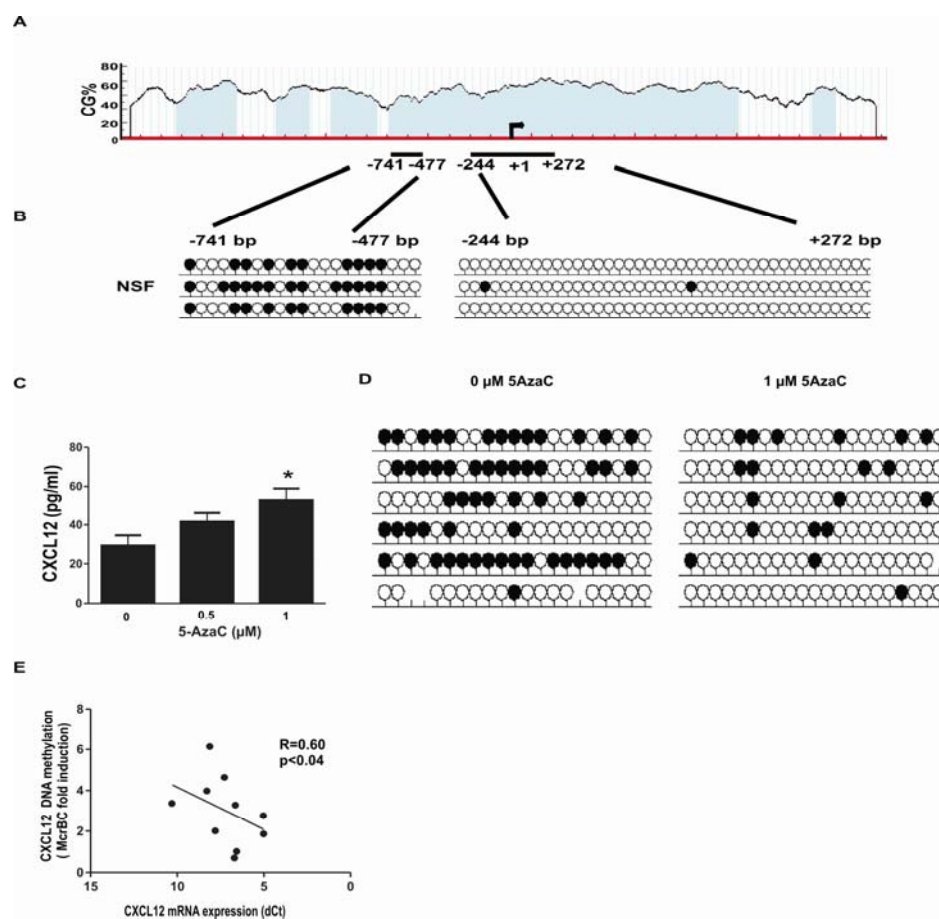 A
80
60
40
20
0
CG%
-741 -477 -244 +1 +272
B
-741 bp -477 bp -244 bp +272 bp
NSF
C
80
60
40
20
0
CXCL12 (pg/ml)
*
0 0.5 1
5-AzaC (µM)
D
0 µM 5AzaC 1 µM 5AzaC
E
8
6
4
2
0
CXCL12 DNA methylation
( McrBC fold induction)
R=0.60
p<0.04
15 10 5 0
CXCL12 mRNA expression (dCt)